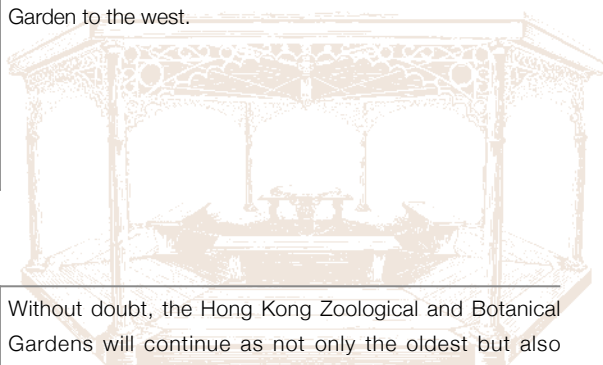 Garden to the west.
Without doubt, the Hong Kong Zoological and Botanical
Gardens will continue as not only the oldest but also